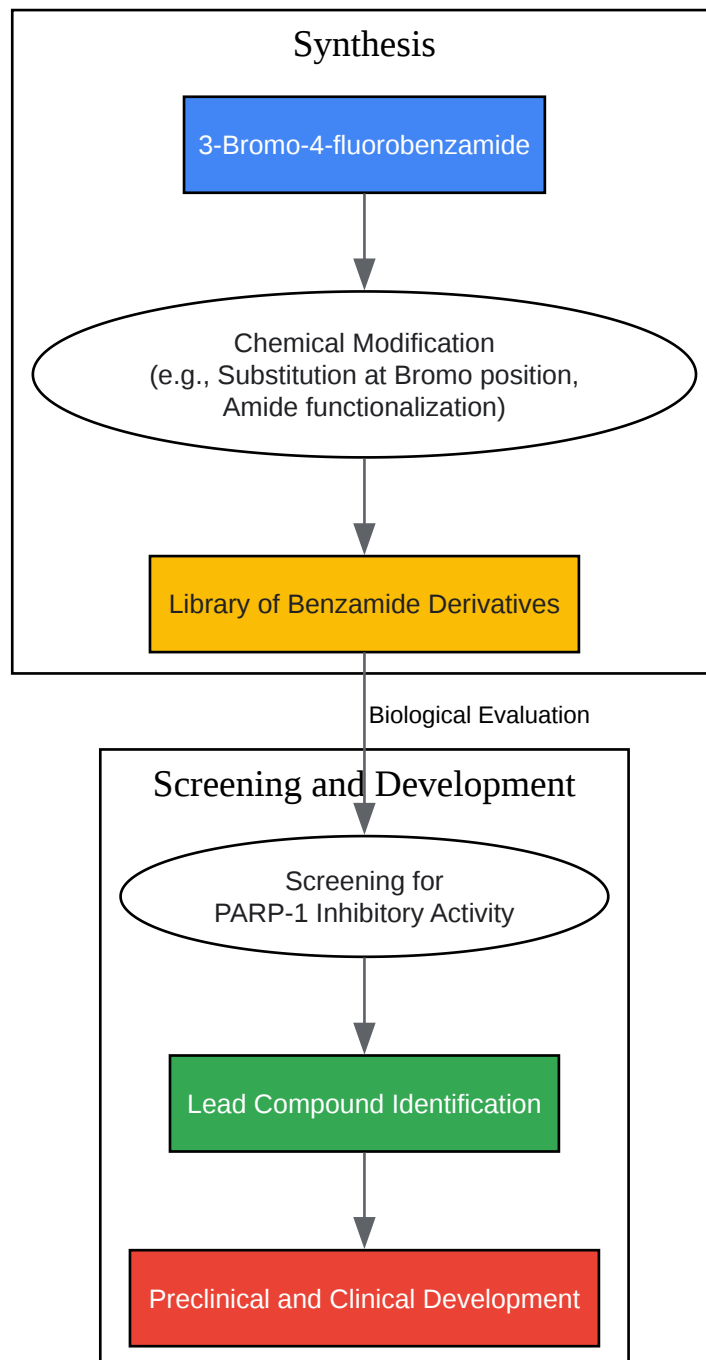 Synthesis
3-Bromo-4-fluorobenzamide
Chemical Modification
(e.g., Substitution at Bromo position,
Amide functionalization)
Library of Benzamide Derivatives
Biological Evaluation
Screening and Development
Screening for
PARP-1 Inhibitory Activity
Lead Compound Identification
Preclinical and Clinical Development